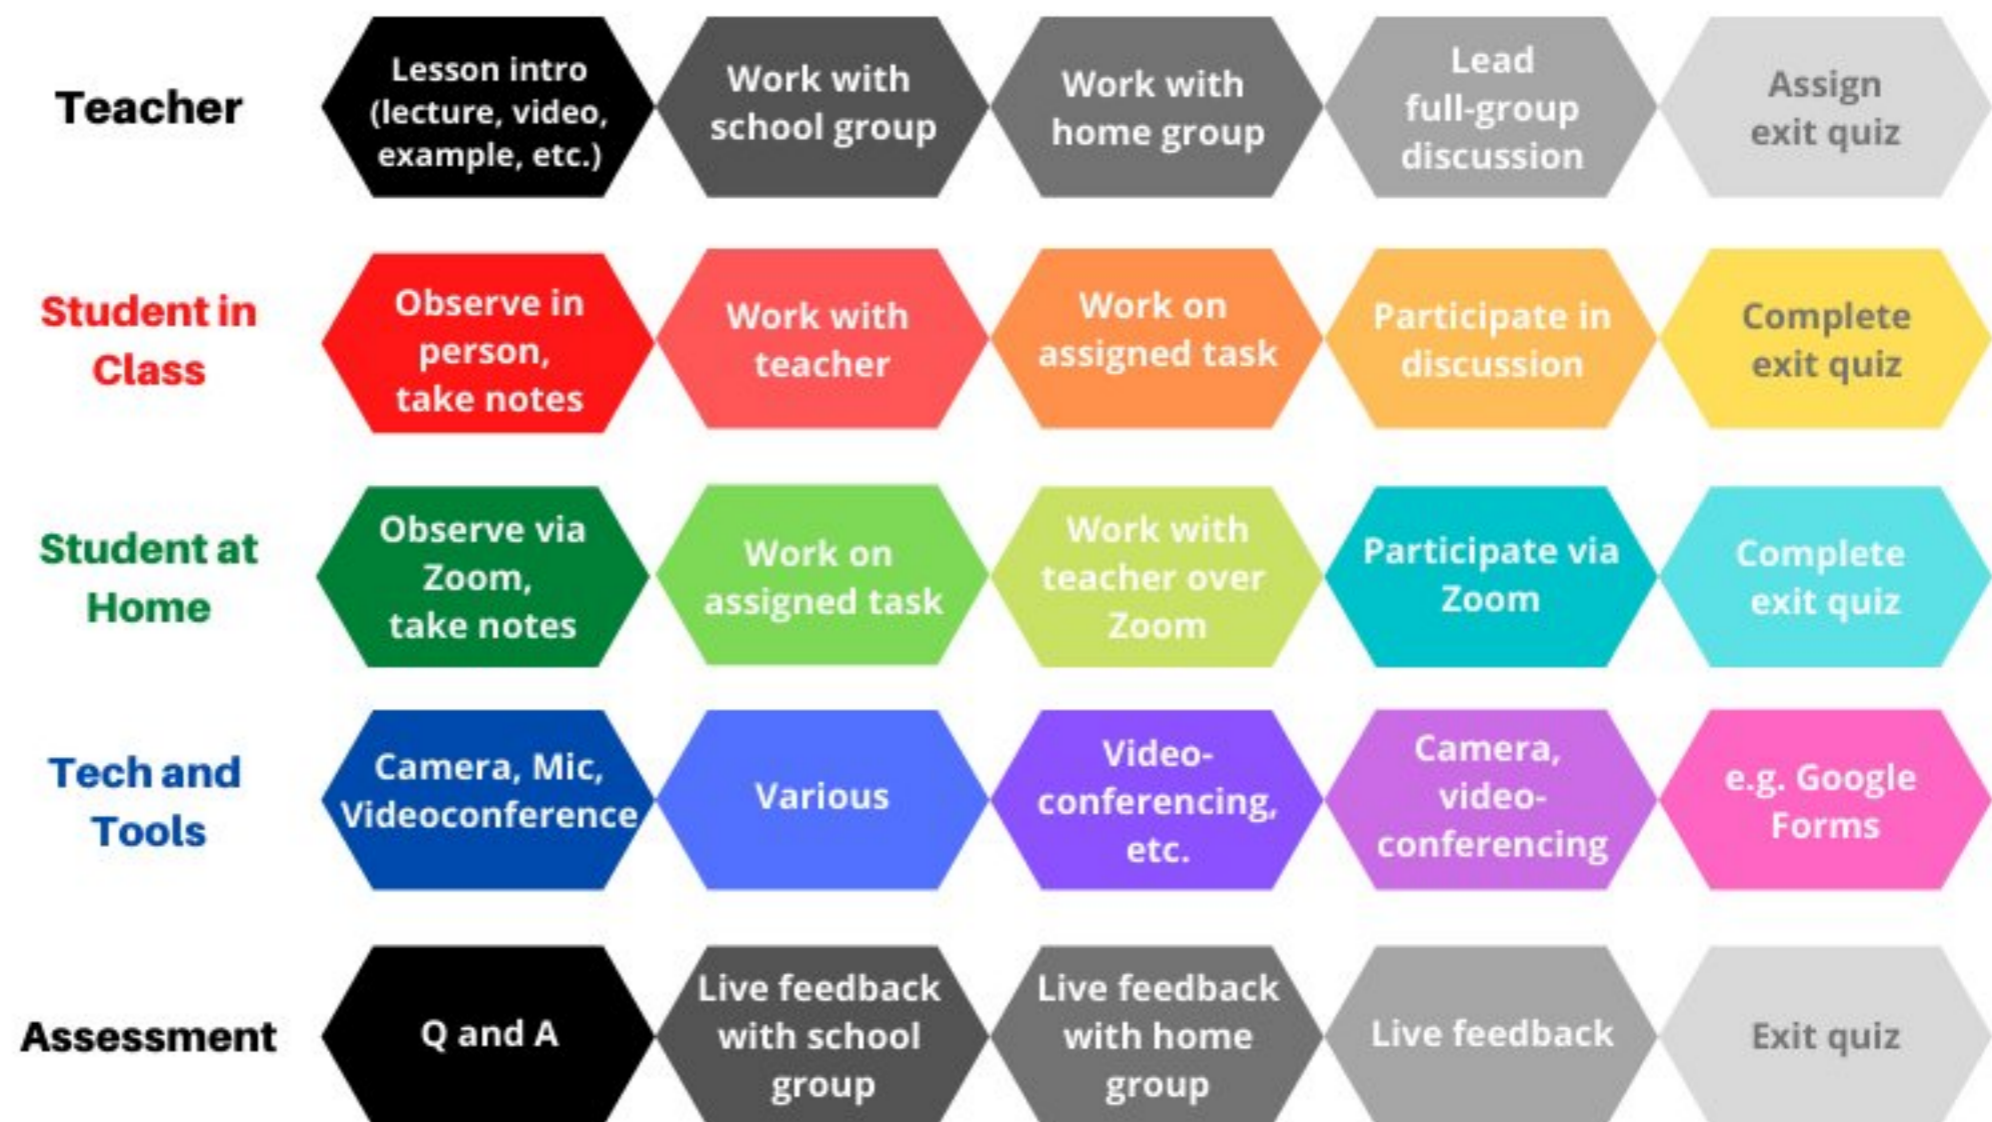 Teacher
Lesson intro
(lecture, video,
example, etc.)
Work with
school group
Work with
home group
Lead
full-group
discussion
Assign
exit quiz
Student in
Class
Observe in
person,
take notes
Work with
teacher
Work on
assigned task
Participate in
discussion
Complete
exit quiz
Student at
Home
Observe via
Zoom,
take notes
Work on
assigned task
Work with
teacher over
Zoom
Participate via
Zoom
Complete
exit quiz
Tech and
Tools
Camera, Mic,
Videoconference
Various
Video-
conferencing,
etc.
Camera,
video-
conferencing
e.g. Google
Forms
Assessment
Q and A
Live feedback
with school
group
Live feedback
with home
group
Live feedback
Exit quiz